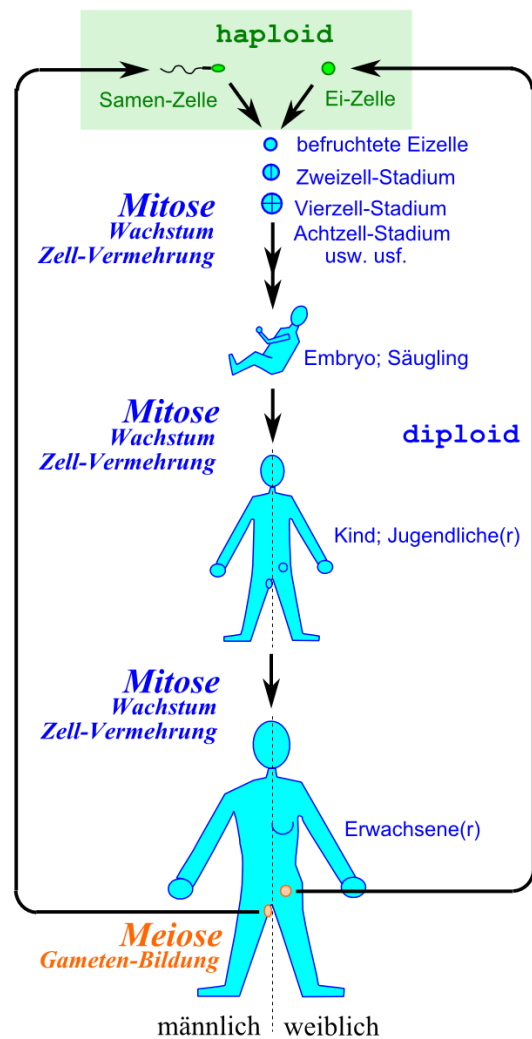 haploid
Samen-Zelle
Ei-Zelle
befruchtete Eizelle
Zweizell-Stadium
Mitose
Wachstum
Zell-Vermehrung
Vierzell-Stadium
Achtzell-Stadium
usw. usf.
Embryo; Säugling
Mitose
Wachstum
Zell-Vermehrung
diploid
Kind; Jugendliche(r)
Mitose
Wachstum
Zell-Vermehrung
Erwachsene(r)
Meiose
Gameten-Bildung
männlich
weiblich